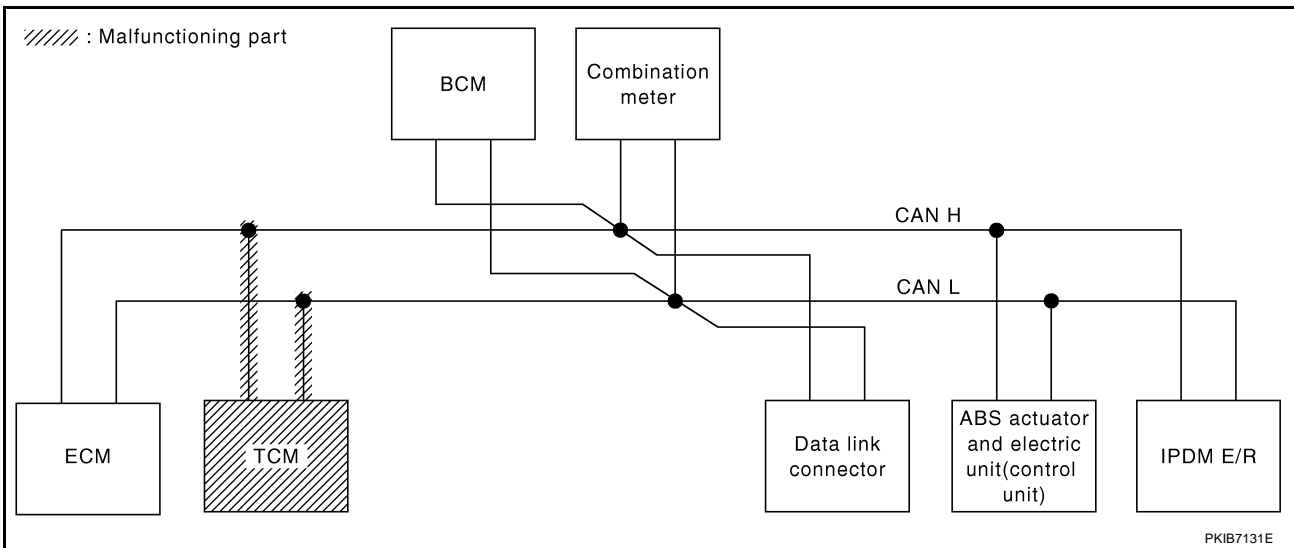 : Malfunctioning part
BCM
Combination
meter
CAN H
CAN L
ECM
TCM
Data link
connector
ABS actuator
and electric
unit(control
unit)
IPDM E/R
PKIB7131E